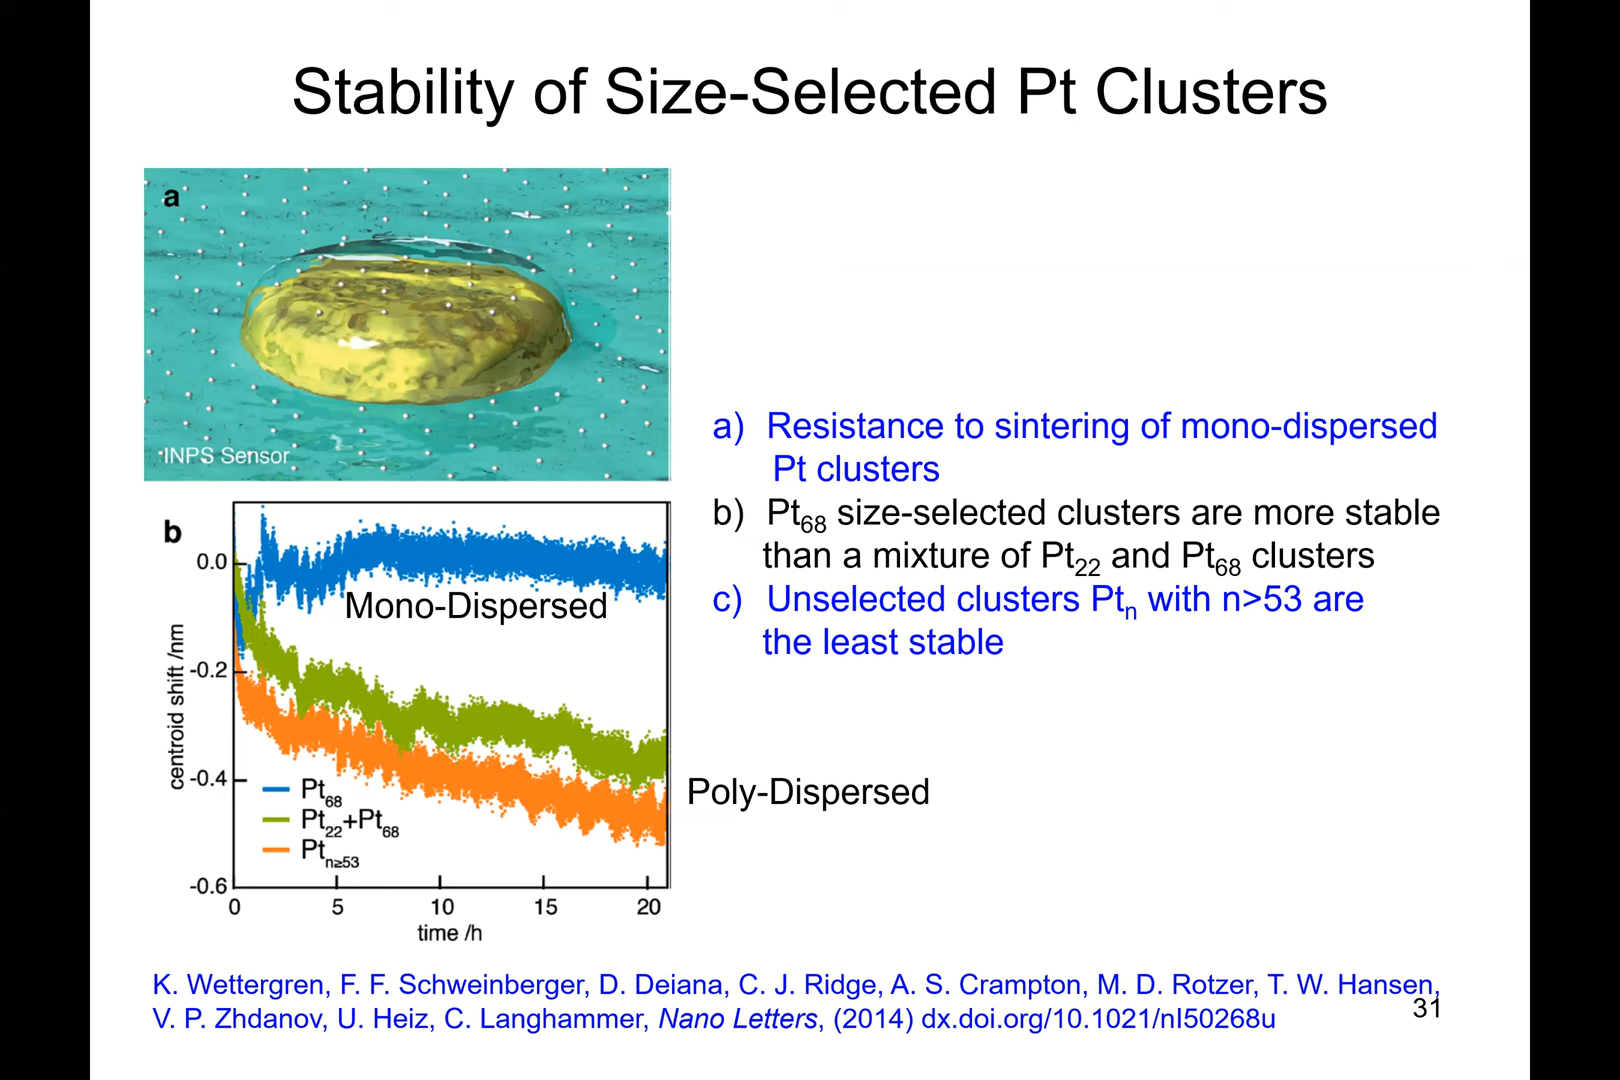 Stability of Size-Selected Pt Clusters
a
INPS Sensor
a) Resistance to sintering of mono-dispersed
Pt clusters
b) Pt68 size-selected clusters are more stable
than a mixture of Pt22 and Pt68 clusters
c) Unselected clusters Ptn with n>53 are
the least stable
b
0.0
-0.2
-0.4
-0.6
centroid shift /nm
Mono-Dispersed
Poly-Dispersed
Pt68
Pt22+Pt68
Ptn≥53
0 5 10 15 20
time /h
K. Wettergren, F. F. Schweinberger, D. Deiana, C. J. Ridge, A. S. Crampton, M. D. Rotzer, T. W. Hansen,
V. P. Zhdanov, U. Heiz, C. Langhammer, Nano Letters, (2014) dx.doi.org/10.1021/nl50268u
31